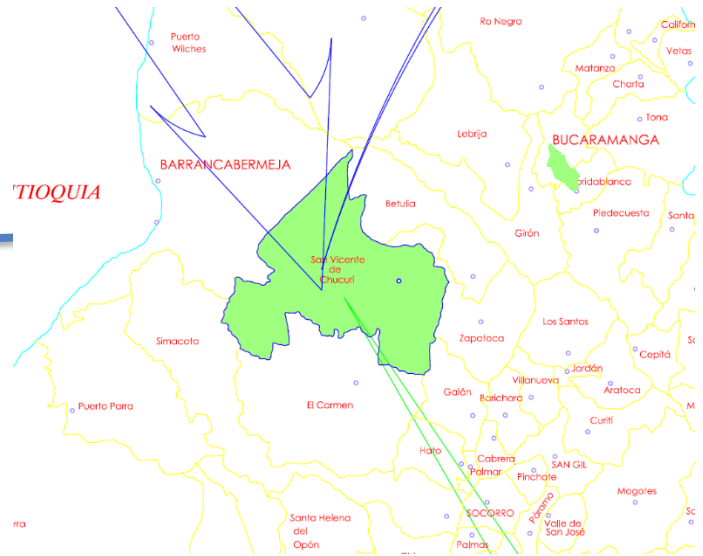 Ro Negro
Californ
Puerto
Wilches
Vetas
Matanza
Charta
Tona
Lebrija
BUCARAMANGA
BARRANCABERMEJA
oridablanca
TIOQUIA
Betulia
Piedecuesta
Santa
Girón
San Vicente
de
Chucurí
Los Santos
Zapatoca
Simacota
Cepitá
Jordán
Villanueva
Galán
Barichara
Aratoca
Puerto Parra
El Carmen
Curití
Hato
Cabrera
SAN GIL
Palmar
Pinchote
Mogotes
Páramo
SOCORRO
Santa Helena
del
Opón
rra
Valle de
San José
Palmas